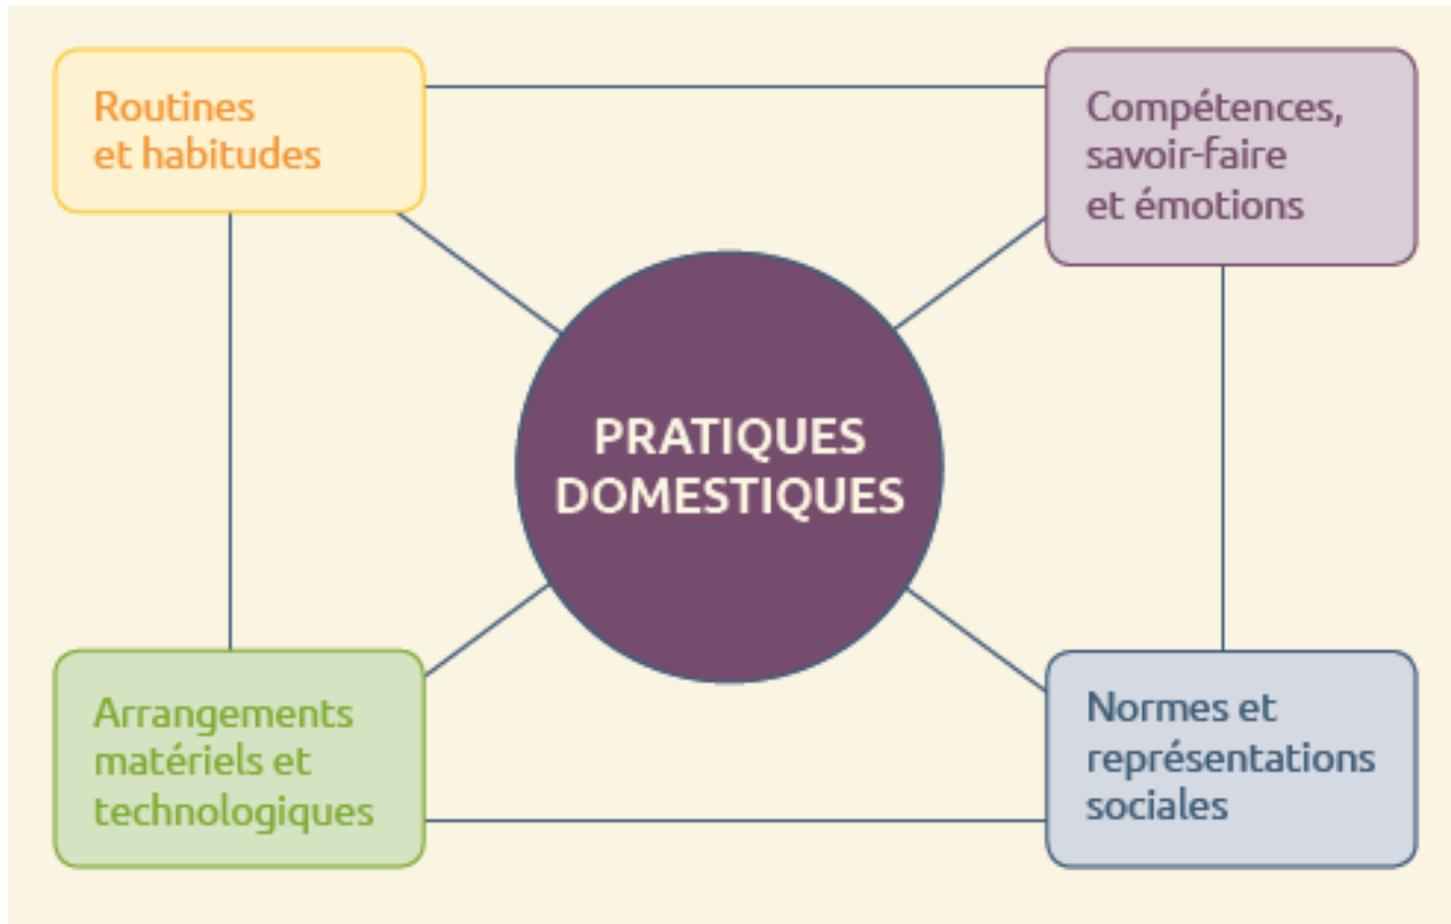 Routines
et habitudes
Compétences,
savoir-faire
et émotions
PRATIQUES
DOMESTIQUES
Arrangements
matériels et
technologiques
Normes et
représentations
sociales